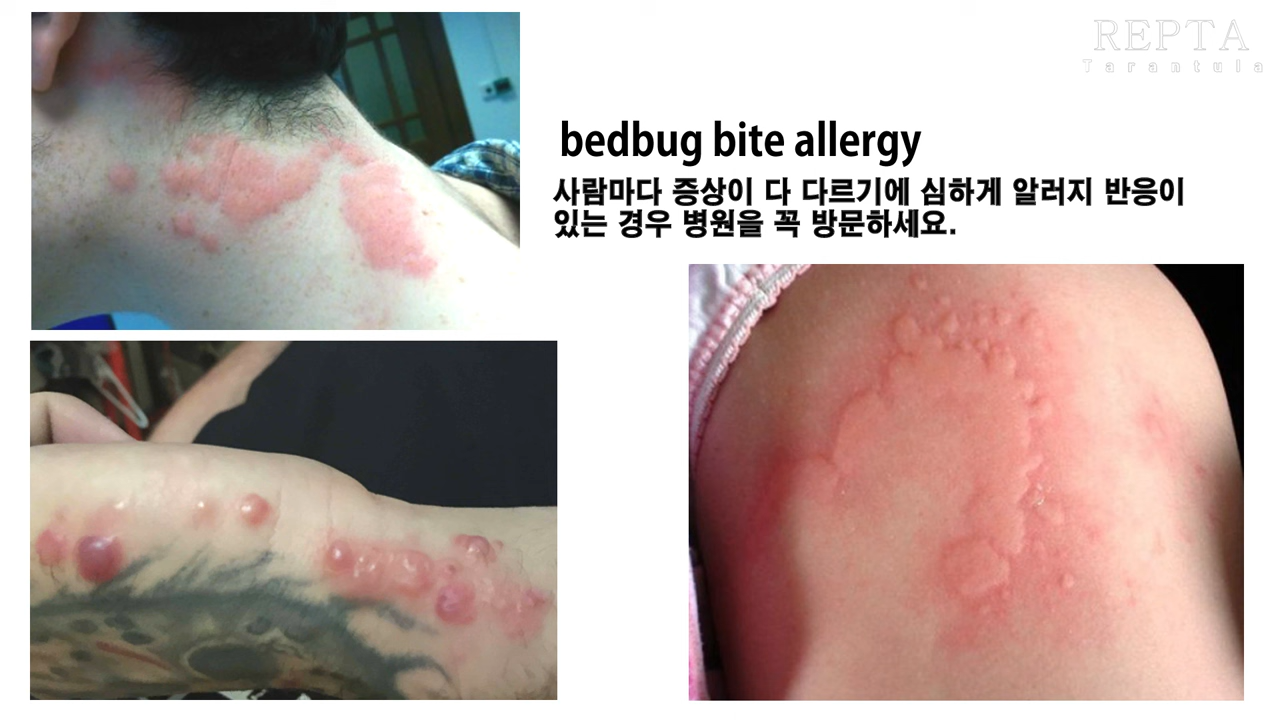 REPTA
Tarantula
bedbug bite allergy
사람마다 증상이 다 다르기에 심하게 알러지 반응이
있는 경우 병원을 꼭 방문하세요.